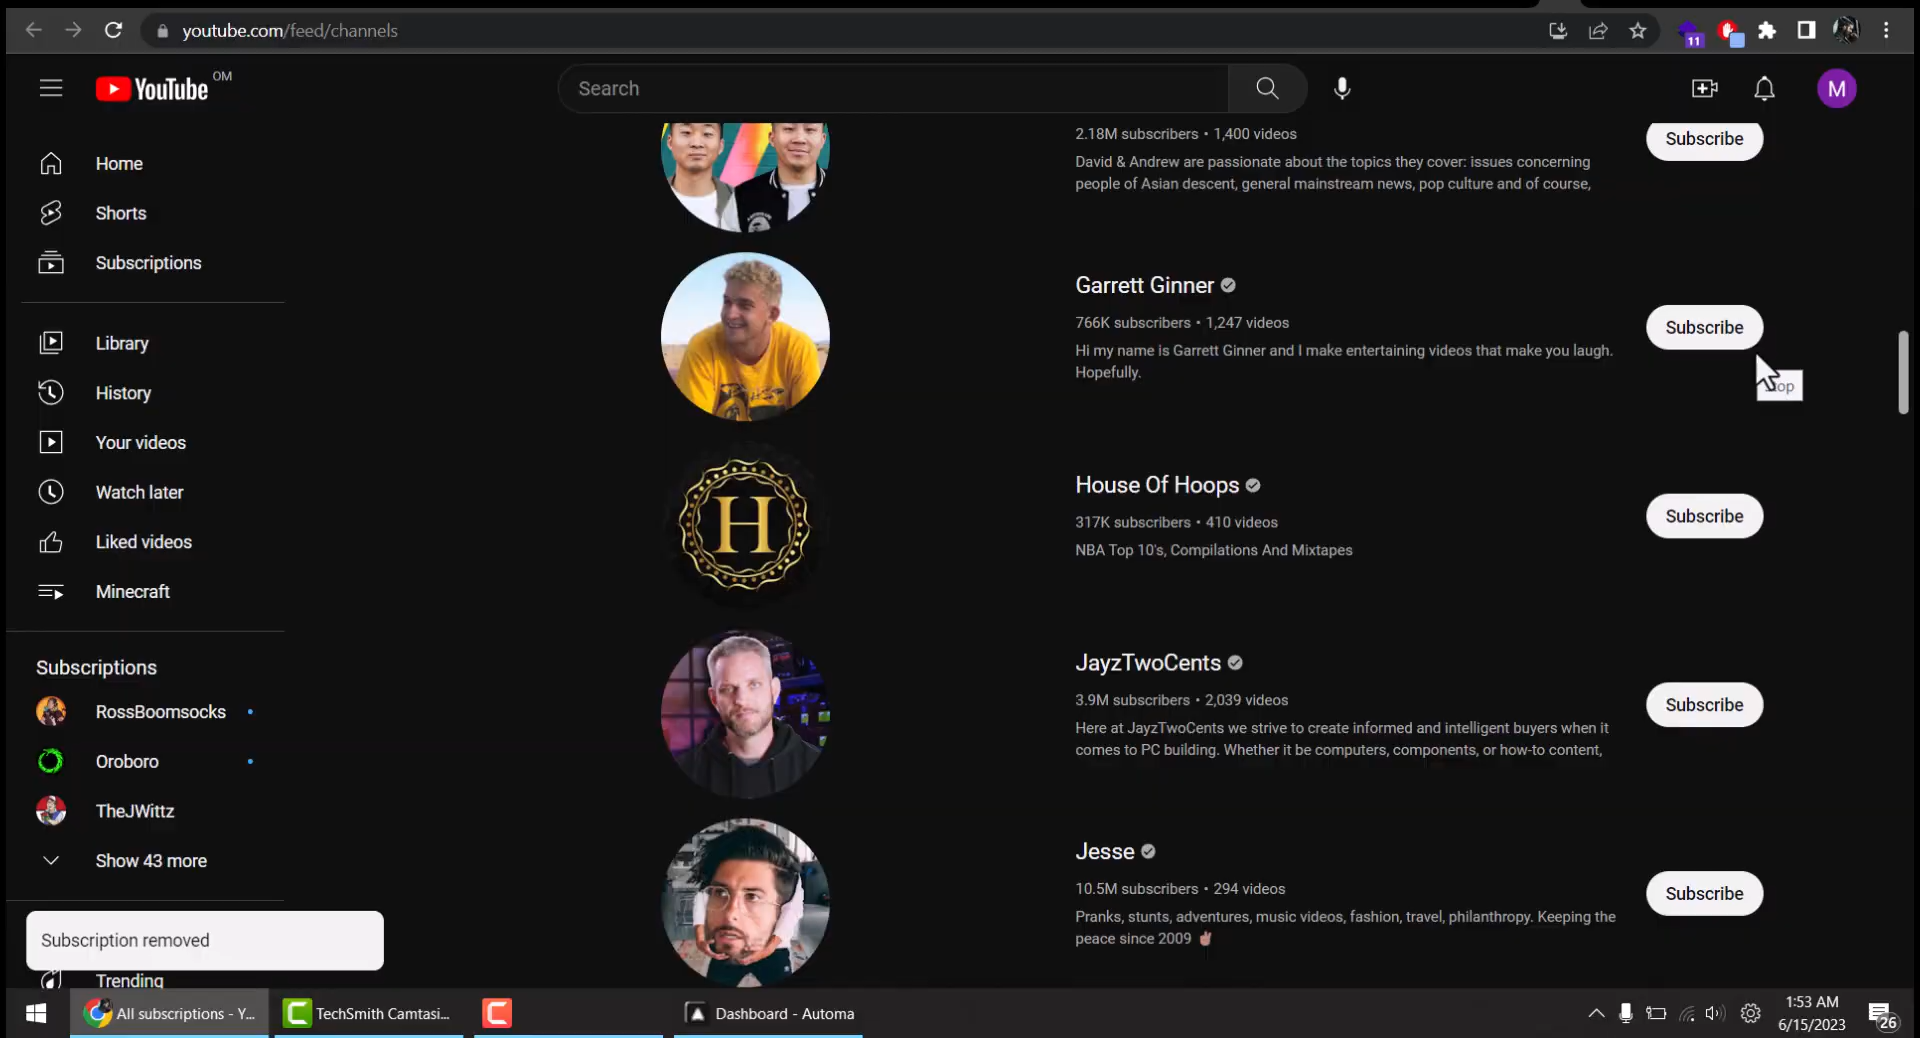 youtube.com/feed/channels
11
YouTube OM
Search
M
Home
Shorts
Subscriptions
Library
History
Your videos
Watch later
Liked videos
Minecraft
Subscriptions
RossBoomsocks
Oroboro
TheJWittz
Show 43 more
Subscription removed
Trending
2.18M subscribers • 1,400 videos
David & Andrew are passionate about the topics they cover: issues concerning
people of Asian descent, general mainstream news, pop culture and of course,
Subscribe
Garrett Ginner
766K subscribers • 1,247 videos
Hi my name is Garrett Ginner and I make entertaining videos that make you laugh.
Hopefully.
Subscribe
House Of Hoops
317K subscribers • 410 videos
NBA Top 10's, Compilations And Mixtapes
Subscribe
H
JayzTwoCents
3.9M subscribers • 2,039 videos
Here at JayzTwoCents we strive to create informed and intelligent buyers when it
comes to PC building. Whether it be computers, components, or how-to content,
Subscribe
Jesse
10.5M subscribers • 294 videos
Pranks, stunts, adventures, music videos, fashion, travel, philanthropy. Keeping the
peace since 2009 ✌🏽
Subscribe
All subscriptions - Y...
TechSmith Camtasi...
Dashboard - Automa
1:53 AM
6/15/2023
26